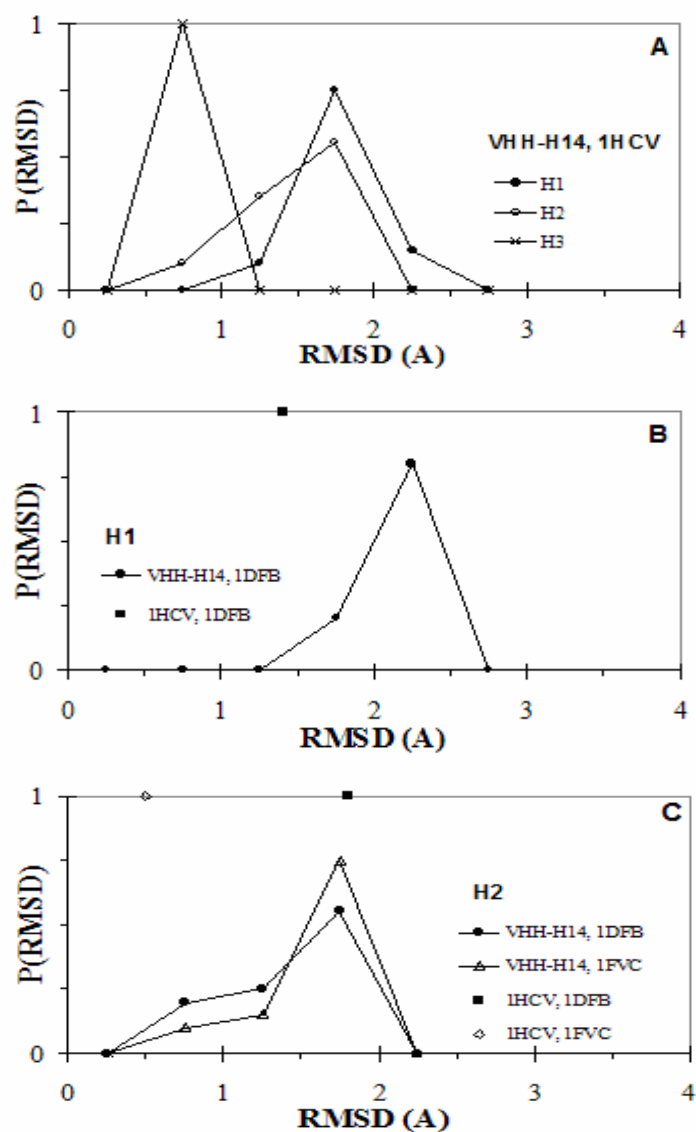 1
A
P(RMSD)
VHH-H14, 1HCV
H1
H2
H3
0
0 1 2 3 4
RMSD (A)
1
B
P(RMSD)
H1
VHH-H14, 1DFB
1HCV, 1DFB
0
0 1 2 3 4
RMSD (A)
1
C
P(RMSD)
H2
VHH-H14, 1DFB
VHH-H14, 1FVC
1HCV, 1DFB
1HCV, 1FVC
0
0 1 2 3 4
RMSD (A)